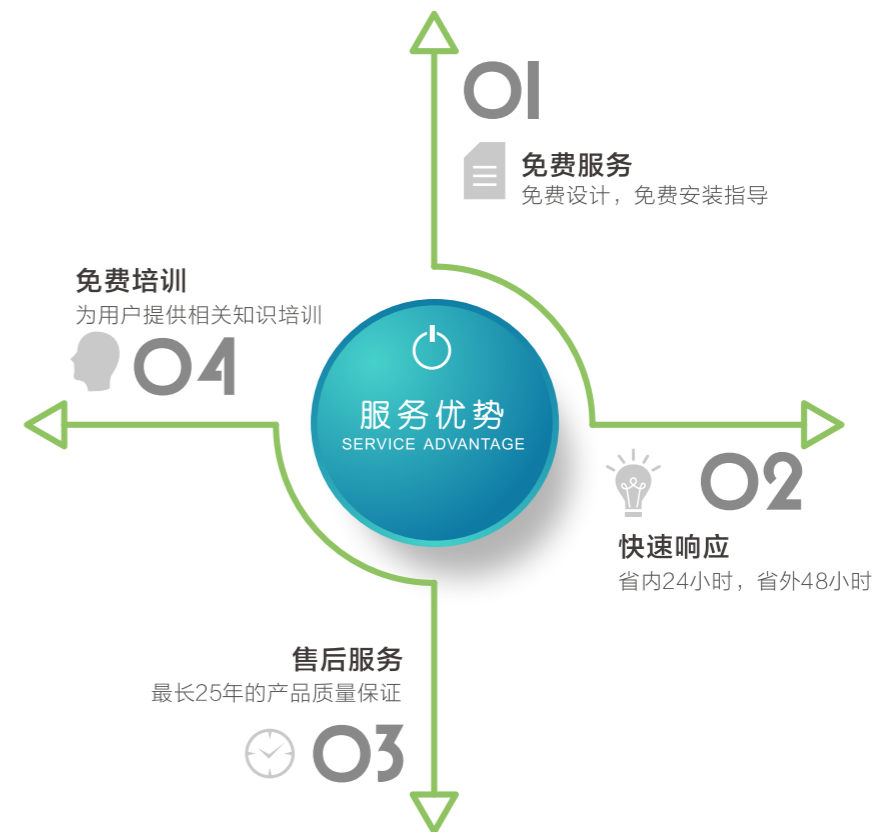 01
免费服务
免费设计，免费安装指导
免费培训
为用户提供相关知识培训
04
服务优势
SERVICE ADVANTAGE
02
快速响应
省内24小时，省外48小时
售后服务
最长25年的产品质量保证
03